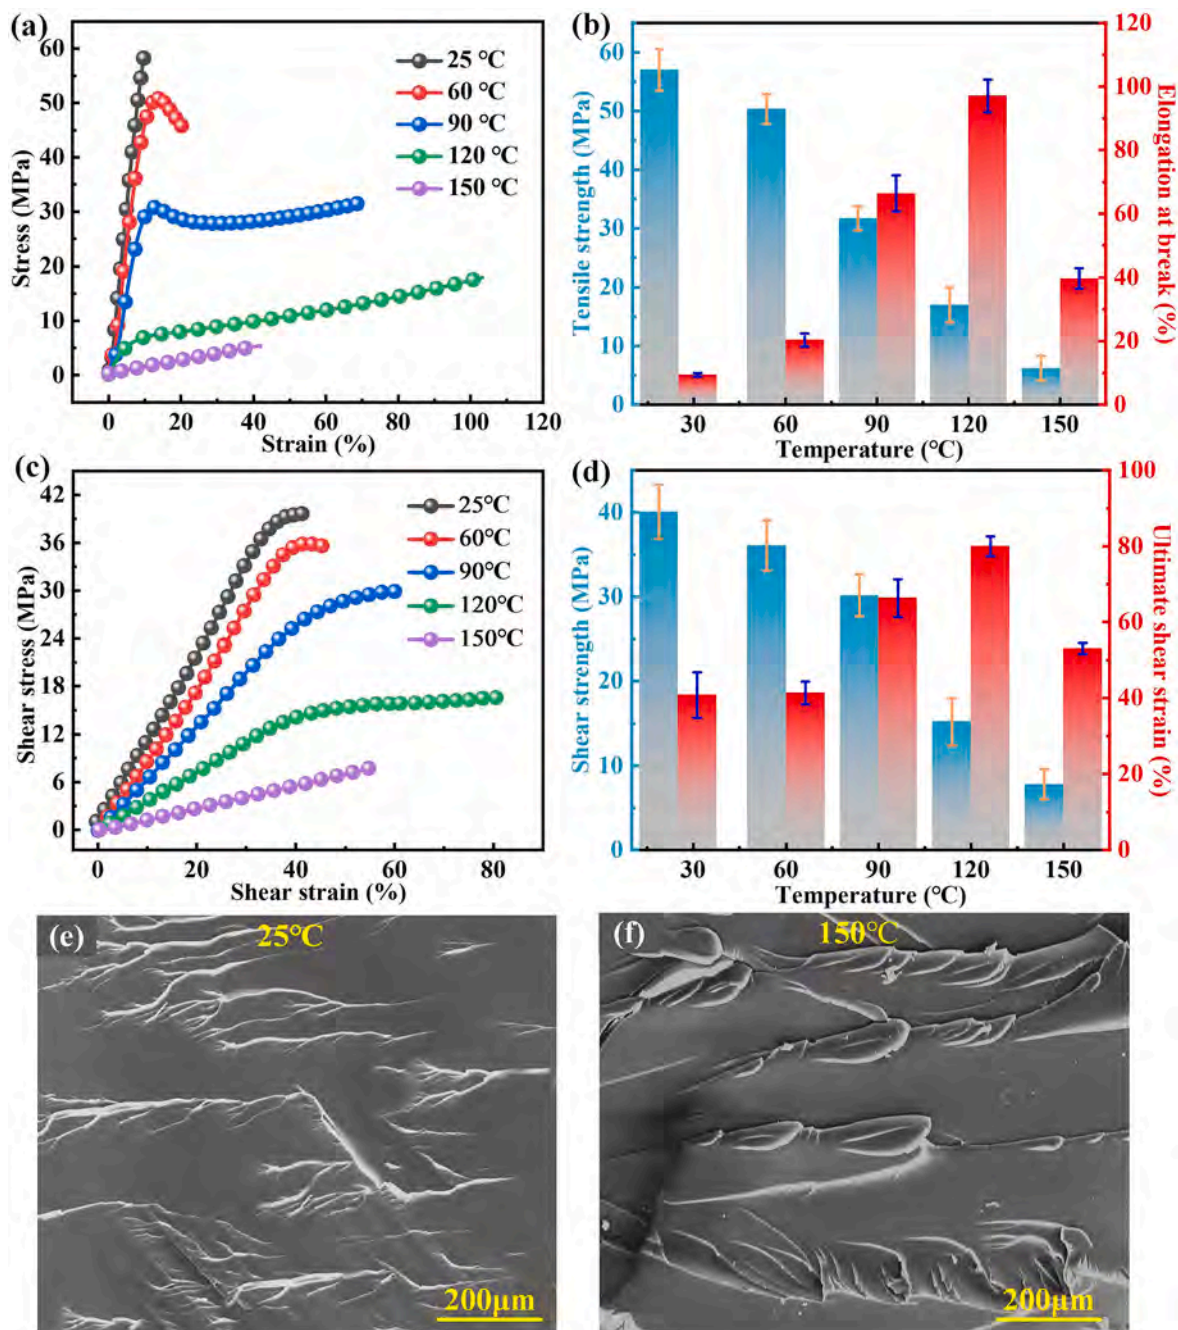 (a)
60
50
40
30
20
10
0
Stress (MPa)
25 °C
60 °C
90 °C
120 °C
150 °C
0 20 40 60 80 100 120
Strain (%)
(b)
60
50
40
30
20
10
0
Tensile strength (MPa)
120
100
80
60
40
20
0
Elongation at break (%)
30 60 90 120 150
Temperature (°C)
(c)
42
36
30
24
18
12
6
0
Shear stress (MPa)
25°C
60°C
90°C
120°C
150°C
0 20 40 60 80
Shear strain (%)
(d)
40
30
20
10
0
Shear strength (MPa)
100
80
60
40
20
0
Ultimate shear strain (%)
30 60 90 120 150
Temperature (°C)
(e)
25°C
200μm
(f)
150°C
200μm